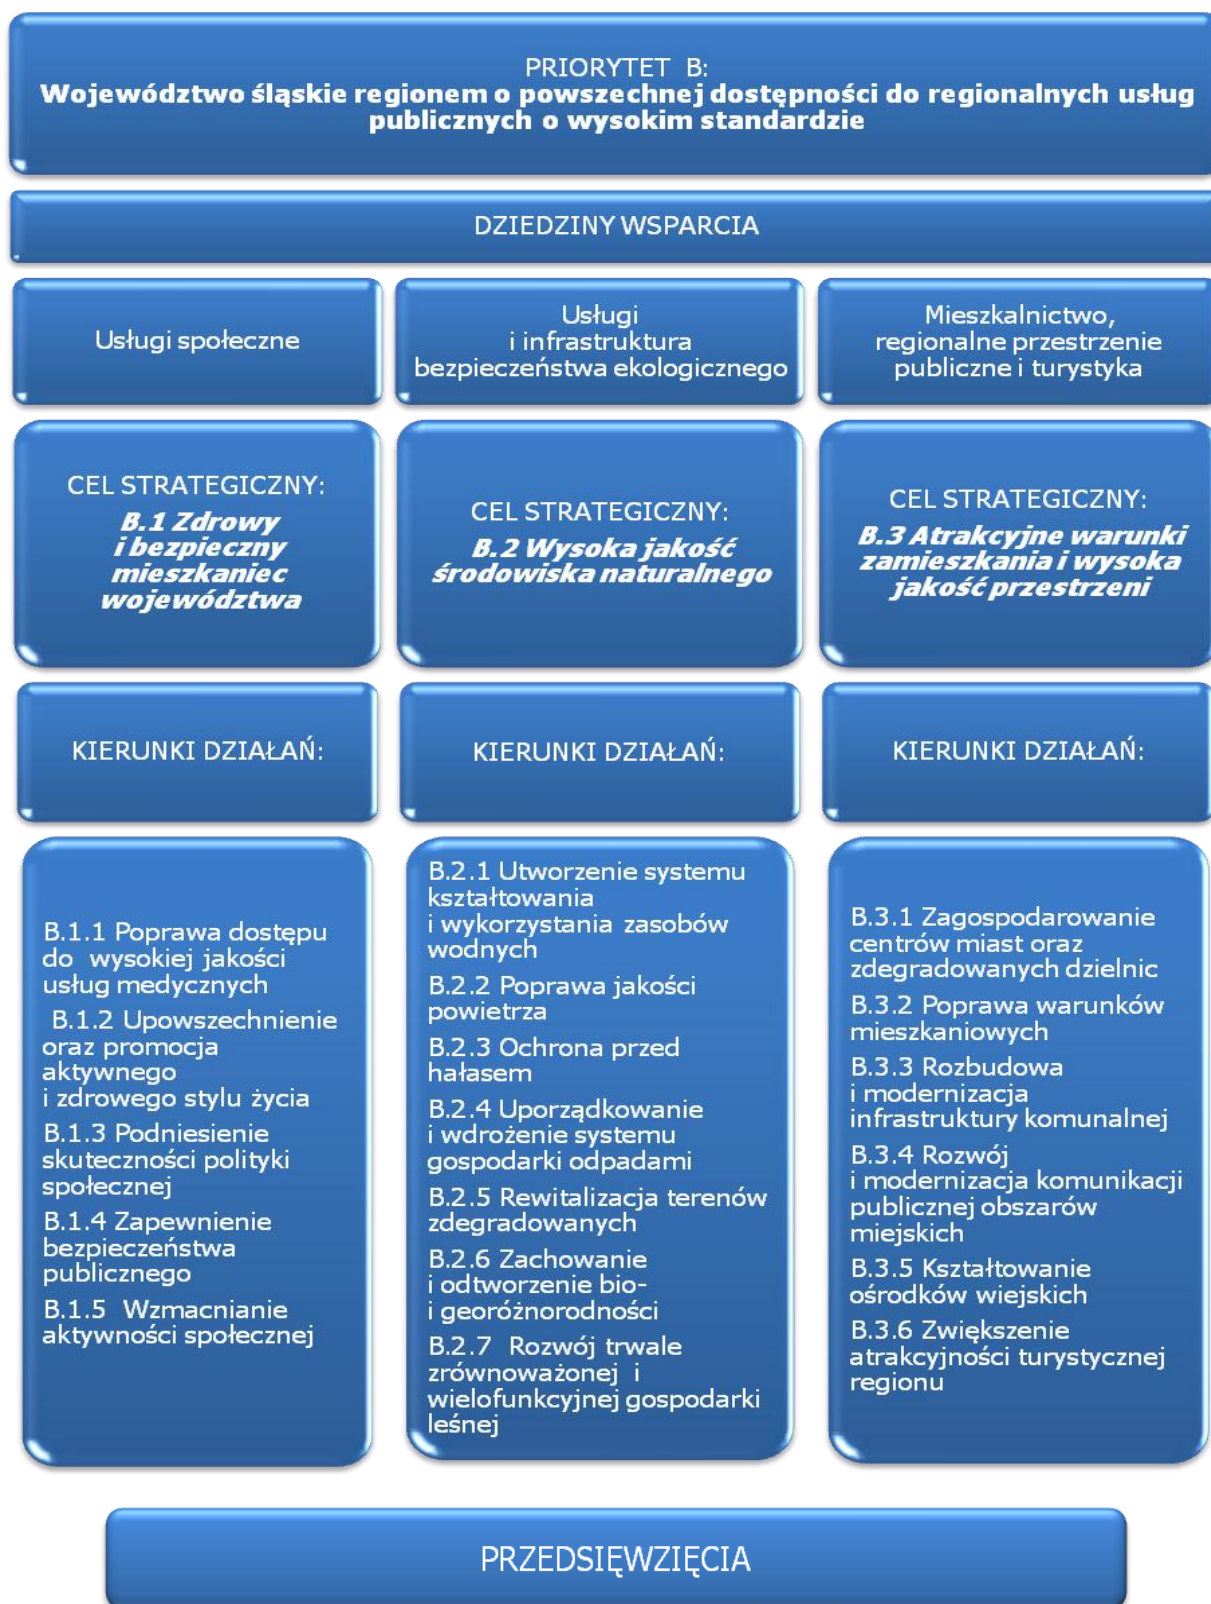 PRIORYTET B:
Województwo śląskie regionem o powszechnej dostępności do regionalnych usług
publicznych o wysokim standardzie
DZIEDZINY WSPARCIA
Usługi społeczne
Usługi
i infrastruktura
bezpieczeństwa ekologicznego
Mieszkalnictwo,
regionalne przestrzenie
publiczne i turystyka
CEL STRATEGICZNY:
B.1 Zdrowy
i bezpieczny
mieszkaniec
województwa
CEL STRATEGICZNY:
B.2 Wysoka jakość
środowiska naturalnego
CEL STRATEGICZNY:
B.3 Atrakcyjne warunki
zamieszkania i wysoka
jakość przestrzeni
KIERUNKI DZIAŁAŃ:
KIERUNKI DZIAŁAŃ:
KIERUNKI DZIAŁAŃ:
B.1.1 Poprawa dostępu
do wysokiej jakości
usług medycznych
B.1.2 Upowszechnienie
oraz promocja
aktywnego
i zdrowego stylu życia
B.1.3 Podniesienie
skuteczności polityki
społecznej
B.1.4 Zapewnienie
bezpieczeństwa
publicznego
B.1.5 Wzmacnianie
aktywności społecznej
B.2.1 Utworzenie systemu
kształtowania
i wykorzystania zasobów
wodnych
B.2.2 Poprawa jakości
powietrza
B.2.3 Ochrona przed
hałasem
B.2.4 Uporządkowanie
i wdrożenie systemu
gospodarki odpadami
B.2.5 Rewitalizacja terenów
zdegradowanych
B.2.6 Zachowanie
i odtworzenie bio-
i georóżnorodności
B.2.7 Rozwój trwale
zrównoważonej i
wielofunkcyjnej gospodarki
leśnej
B.3.1 Zagospodarowanie
centrów miast oraz
zdegradowanych dzielnic
B.3.2 Poprawa warunków
mieszkaniowych
B.3.3 Rozbudowa
i modernizacja
infrastruktury komunalnej
B.3.4 Rozwój
i modernizacja komunikacji
publicznej obszarów
miejskich
B.3.5 Kształtowanie
ośrodków wiejskich
B.3.6 Zwiększenie
atrakcyjności turystycznej
regionu
PRZEDSIĘWZIĘCIA